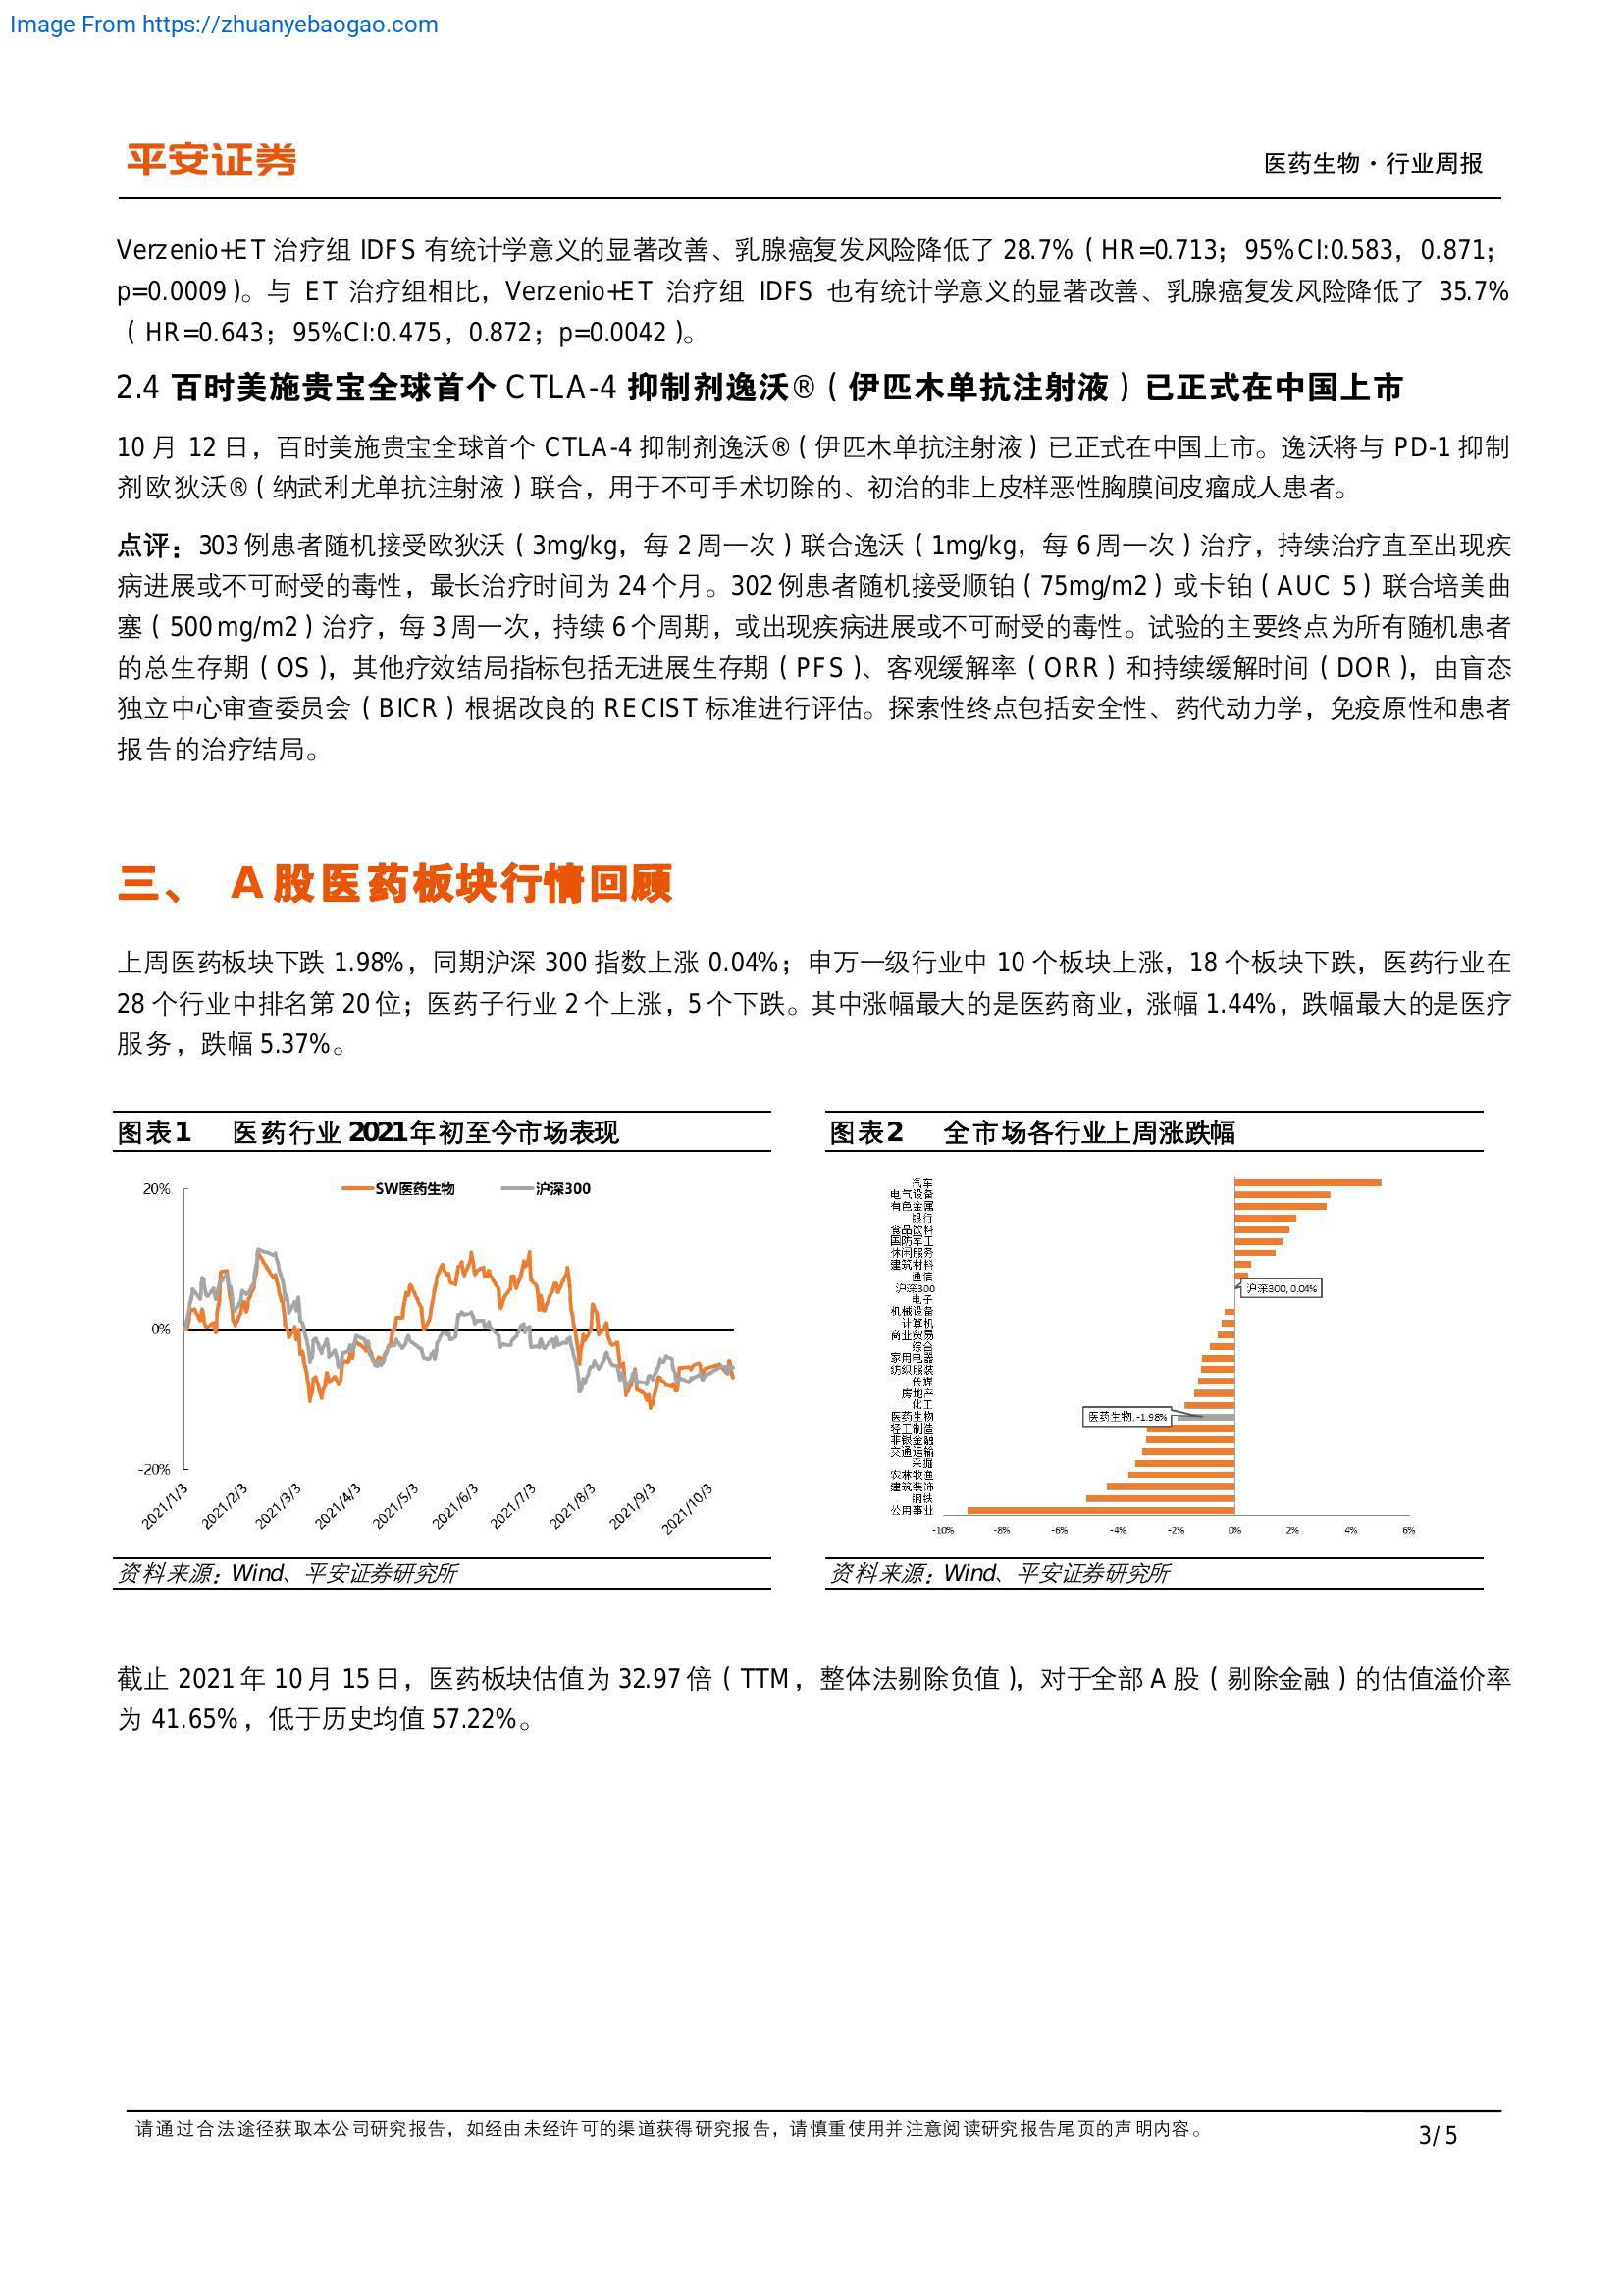 Image From https://zhuanyebaogao.com
平安证券
医药生物·行业周报
Verzenio+ET 治疗组 IDFS 有统计学意义的显著改善、乳腺癌复发风险降低了 28.7%（HR=0.713；95%CI:0.583，0.871；
p=0.0009）。与 ET 治疗组相比，Verzenio+ET 治疗组 IDFS 也有统计学意义的显著改善、乳腺癌复发风险降低了 35.7%
（HR=0.643；95%CI:0.475，0.872；p=0.0042）。
2.4 百时美施贵宝全球首个 CTLA-4 抑制剂逸沃®（伊匹木单抗注射液）已正式在中国上市
10 月 12 日，百时美施贵宝全球首个 CTLA-4 抑制剂逸沃®（伊匹木单抗注射液）已正式在中国上市。逸沃将与 PD-1 抑制
剂欧狄沃®（纳武利尤单抗注射液）联合，用于不可手术切除的、初治的非上皮样恶性胸膜间皮瘤成人患者。
点评：303 例患者随机接受欧狄沃（3mg/kg，每 2 周一次）联合逸沃（1mg/kg，每 6 周一次）治疗，持续治疗直至出现疾
病进展或不可耐受的毒性，最长治疗时间为 24 个月。302 例患者随机接受顺铂（75mg/m2）或卡铂（AUC 5）联合培美曲
塞（500mg/m2）治疗，每 3 周一次，持续 6 个周期，或出现疾病进展或不可耐受的毒性。试验的主要终点为所有随机患者
的总生存期（OS），其他疗效结局指标包括无进展生存期（PFS）、客观缓解率（ORR）和持续缓解时间（DOR），由盲态
独立中心审查委员会（BICR）根据改良的 RECIST 标准进行评估。探索性终点包括安全性、药代动力学，免疫原性和患者
报告的治疗结局。
三、 A 股医药板块行情回顾
上周医药板块下跌 1.98%，同期沪深 300 指数上涨 0.04%；申万一级行业中 10 个板块上涨，18 个板块下跌，医药行业在
28 个行业中排名第 20 位；医药子行业 2 个上涨，5 个下跌。其中涨幅最大的是医药商业，涨幅 1.44%，跌幅最大的是医疗
服务，跌幅 5.37%。
图表1 医药行业 2021 年初至今市场表现
SW医药生物 沪深300
20%
0%
-20%
2021/1/3 2021/2/3 2021/3/3 2021/4/3 2021/5/3 2021/6/3 2021/7/3 2021/8/3 2021/9/3 2021/10/3
资料来源：Wind、平安证券研究所
图表2 全市场各行业上周涨跌幅
汽车
电气设备
有色金属
银行
食品饮料
国防军工
休闲服务
建筑材料
通信
沪深300
沪深300, 0.04%
电子
机械设备
计算机
商业贸易
综合
家用电器
纺织服装
传媒
房地产
化工
医药生物
医药生物, -1.98%
轻工制造
非银金融
交通运输
采掘
农林牧渔
建筑装饰
钢铁
公用事业
-10% -8% -6% -4% -2% 0% 2% 4% 6%
资料来源：Wind、平安证券研究所
截止 2021 年 10 月 15 日，医药板块估值为 32.97 倍（TTM，整体法剔除负值），对于全部 A 股（剔除金融）的估值溢价率
为 41.65%，低于历史均值 57.22%。
请通过合法途径获取本公司研究报告，如经由未经许可的渠道获得研究报告，请慎重使用并注意阅读研究报告尾页的声明内容。
3/ 5